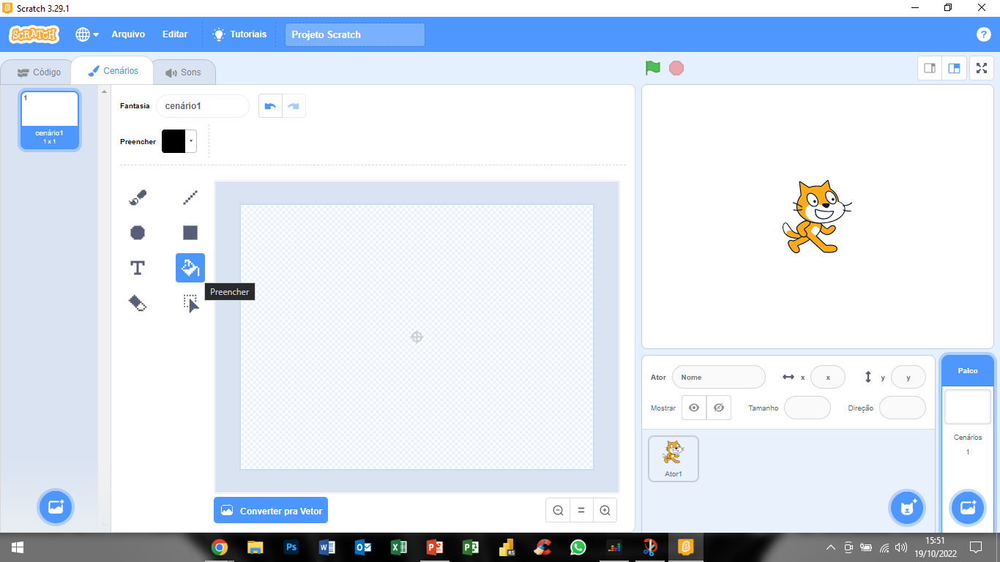 Scratch 3.29.1
SCRATCH
Arquivo
Editar
Tutoriais
Projeto Scratch
?
Código
Cenários
Sons
1
cenário1
1 x 1
Fantasia
cenário1
Preencher
T
Preencher
Converter pra Vetor
=
Ator
Nome
x
x
y
y
Mostrar
Tamanho
Direção
Ator1
Palco
Cenários
1
Ps
RS
15:51
19/10/2022